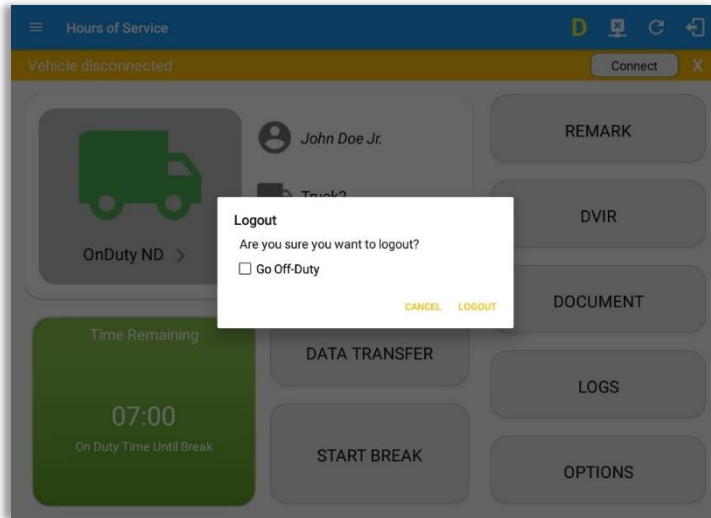 Hours of Service
D
Vehicle disconnected
Connect
X
John Doe Jr.
Truck2
OnDuty ND >
REMARK
DVIR
DOCUMENT
LOGS
OPTIONS
Logout
Are you sure you want to logout?
Go Off-Duty
CANCEL
LOGOUT
Time Remaining
07:00
On Duty Time Until Break
DATA TRANSFER
START BREAK